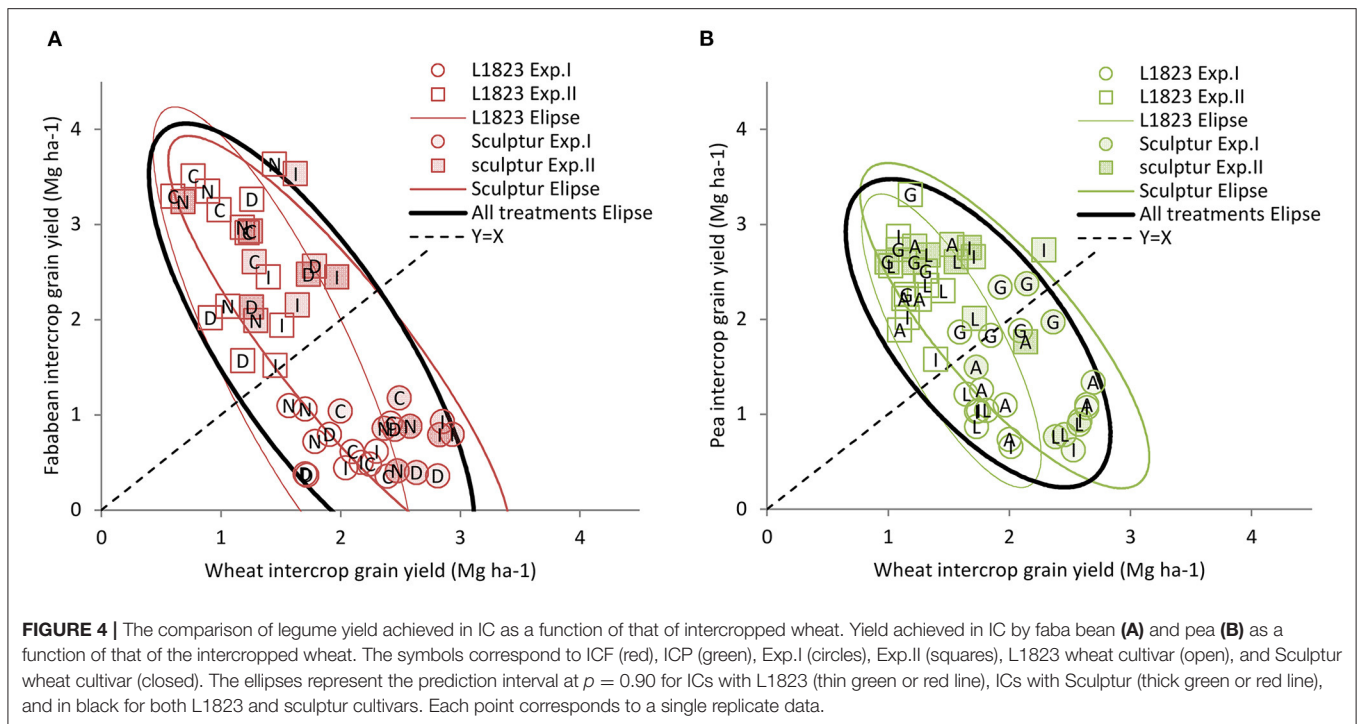 A
B
L1823 Exp.I
L1823 Exp.II
L1823 Elipse
Sculptur Exp.I
sculptur Exp.II
Sculptur Elipse
All treatments Elipse
Y=X
4
3
2
1
0
0 1 2 3 4
Fababean intercrop grain yield (Mg ha-1)
Wheat intercrop grain yield (Mg ha-1)
L1823 Exp.I
L1823 Exp.II
L1823 Elipse
Sculptur Exp.I
sculptur Exp.II
Sculptur Elipse
All treatments Elipse
Y=X
4
3
2
1
0
0 1 2 3 4
Pea intercrop grain yield (Mg ha-1)
Wheat intercrop grain yield (Mg ha-1)
FIGURE 4 | The comparison of legume yield achieved in IC as a function of that of intercropped wheat. Yield achieved in IC by faba bean (A) and pea (B) as a
function of that of the intercropped wheat. The symbols correspond to ICF (red), ICP (green), Exp.I (circles), Exp.II (squares), L1823 wheat cultivar (open), and Sculptur
wheat cultivar (closed). The ellipses represent the prediction interval at p = 0.90 for ICs with L1823 (thin green or red line), ICs with Sculptur (thick green or red line),
and in black for both L1823 and sculptur cultivars. Each point corresponds to a single replicate data.